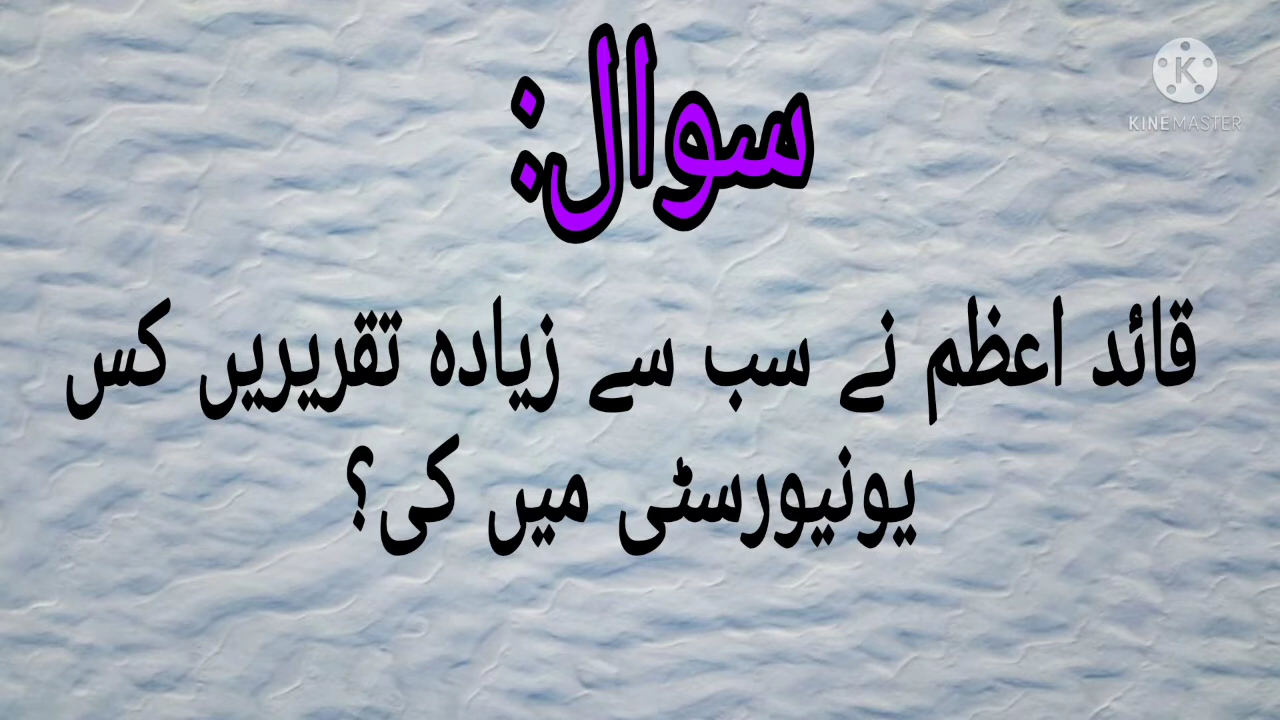 سوال:
KINEMASTER
قائد اعظم نے سب سے زیادہ تقریریں کس
یونیورسٹی میں کی؟